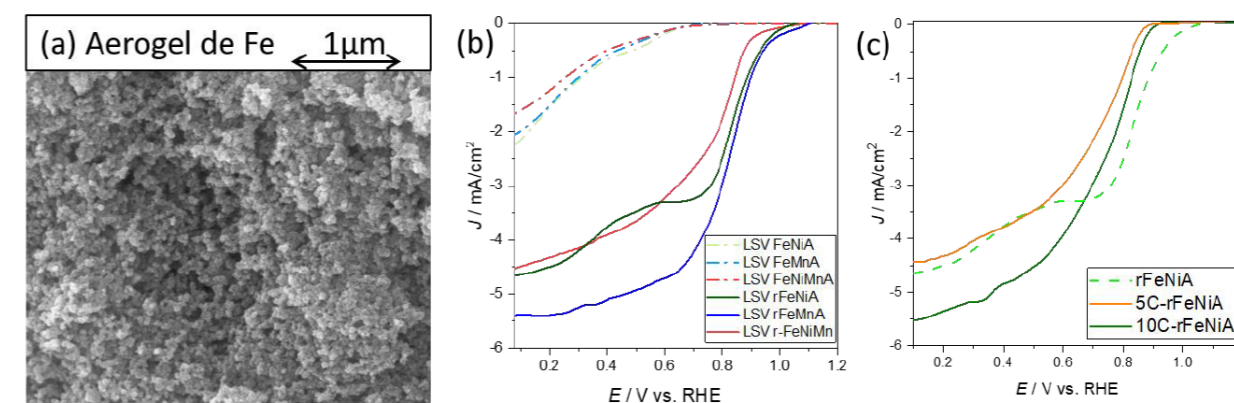 (a) Aerogel de Fe
1µm
(b)
0
-1
-2
-3
-4
-5
-6
J / mA/cm²
0.2
0.4
0.6
0.8
1.0
1.2
E / V vs. RHE
LSV FeNiA
LSV FeMnA
LSV FeNiMnA
LSV rFeNiA
LSV rFeMnA
LSV r-FeNiMn
(c)
0
-1
-2
-3
-4
-5
-6
J / mA/cm²
0.2
0.4
0.6
0.8
1.0
E / V vs. RHE
rFeNiA
5C-rFeNiA
10C-rFeNiA